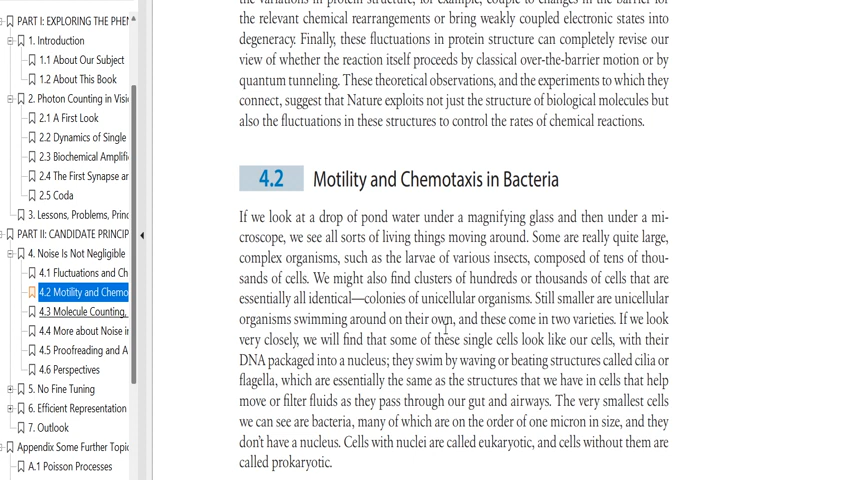 PART I: EXPLORING THE PHEN
1. Introduction
1.1 About Our Subject
1.2 About This Book
2. Photon Counting in Visi
2.1 A First Look
2.2 Dynamics of Single
2.3 Biochemical Amplifi
2.4 The First Synapse an
2.5 Coda
3. Lessons, Problems, Princ
PART II: CANDIDATE PRINCIP
4. Noise Is Not Negligible
4.1 Fluctuations and Ch
4.2 Motility and Chemo
4.3 Molecule Counting,
4.4 More about Noise in
4.5 Proofreading and A
4.6 Perspectives
5. No Fine Tuning
6. Efficient Representation
7. Outlook
Appendix Some Further Topic
A.1 Poisson Processes
the variations in protein structure, for example, couple to changes in the barrier for
the relevant chemical rearrangements or bring weakly coupled electronic states into
degeneracy. Finally, these fluctuations in protein structure can completely revise our
view of whether the reaction itself proceeds by classical over-the-barrier motion or by
quantum tunneling. These theoretical observations, and the experiments to which they
connect, suggest that Nature exploits not just the structure of biological molecules but
also the fluctuations in these structures to control the rates of chemical reactions.
4.2 Motility and Chemotaxis in Bacteria
If we look at a drop of pond water under a magnifying glass and then under a mi-
croscope, we see all sorts of living things moving around. Some are really quite large,
complex organisms, such as the larvae of various insects, composed of tens of thou-
sands of cells. We might also find clusters of hundreds or thousands of cells that are
essentially all identical—colonies of unicellular organisms. Still smaller are unicellular
organisms swimming around on their own, and these come in two varieties. If we look
very closely, we will find that some of these single cells look like our cells, with their
DNA packaged into a nucleus; they swim by waving or beating structures called cilia or
flagella, which are essentially the same as the structures that we have in cells that help
move or filter fluids as they pass through our gut and airways. The very smallest cells
we can see are bacteria, many of which are on the order of one micron in size, and they
don't have a nucleus. Cells with nuclei are called eukaryotic, and cells without them are
called prokaryotic.